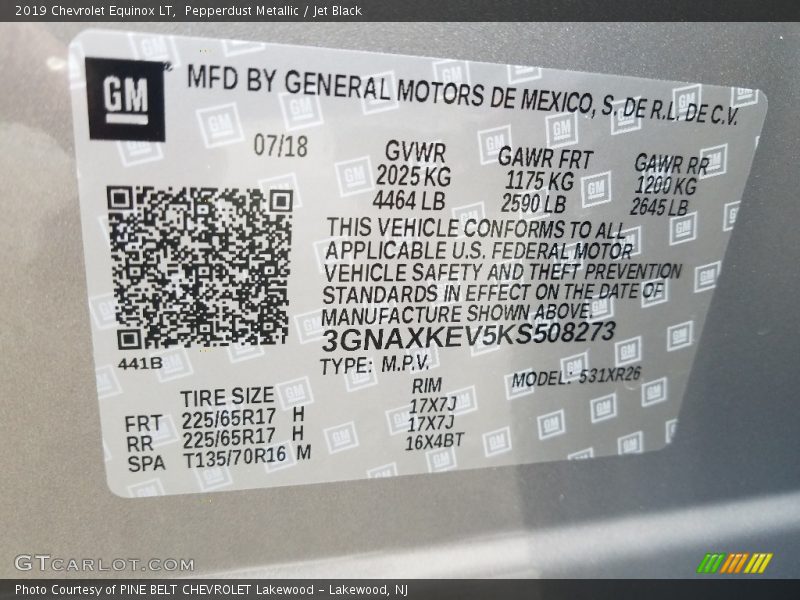 2019 Chevrolet Equinox LT, Pepperdust Metallic / Jet Black
GM
MFD BY GENERAL MOTORS DE MEXICO, S. DE R.L. DE C.V.
07/18
GVWR GAWR FRT GAWR RR
2025 KG 1175 KG 1200 KG
4464 LB 2590 LB 2645 LB
THIS VEHICLE CONFORMS TO ALL
APPLICABLE U.S. FEDERAL MOTOR
VEHICLE SAFETY AND THEFT PREVENTION
STANDARDS IN EFFECT ON THE DATE OF
MANUFACTURE SHOWN ABOVE.
3GNAXKEV5KS508273
441B
TYPE: M.P.V. MODEL: 531XR26
TIRE SIZE RIM
FRT 225/65R17 H 17X7J
RR 225/65R17 H 17X7J
SPA T135/70R16 M 16X4BT
GTCARLOT.COM
Photo Courtesy of PINE BELT CHEVROLET Lakewood - Lakewood, NJ